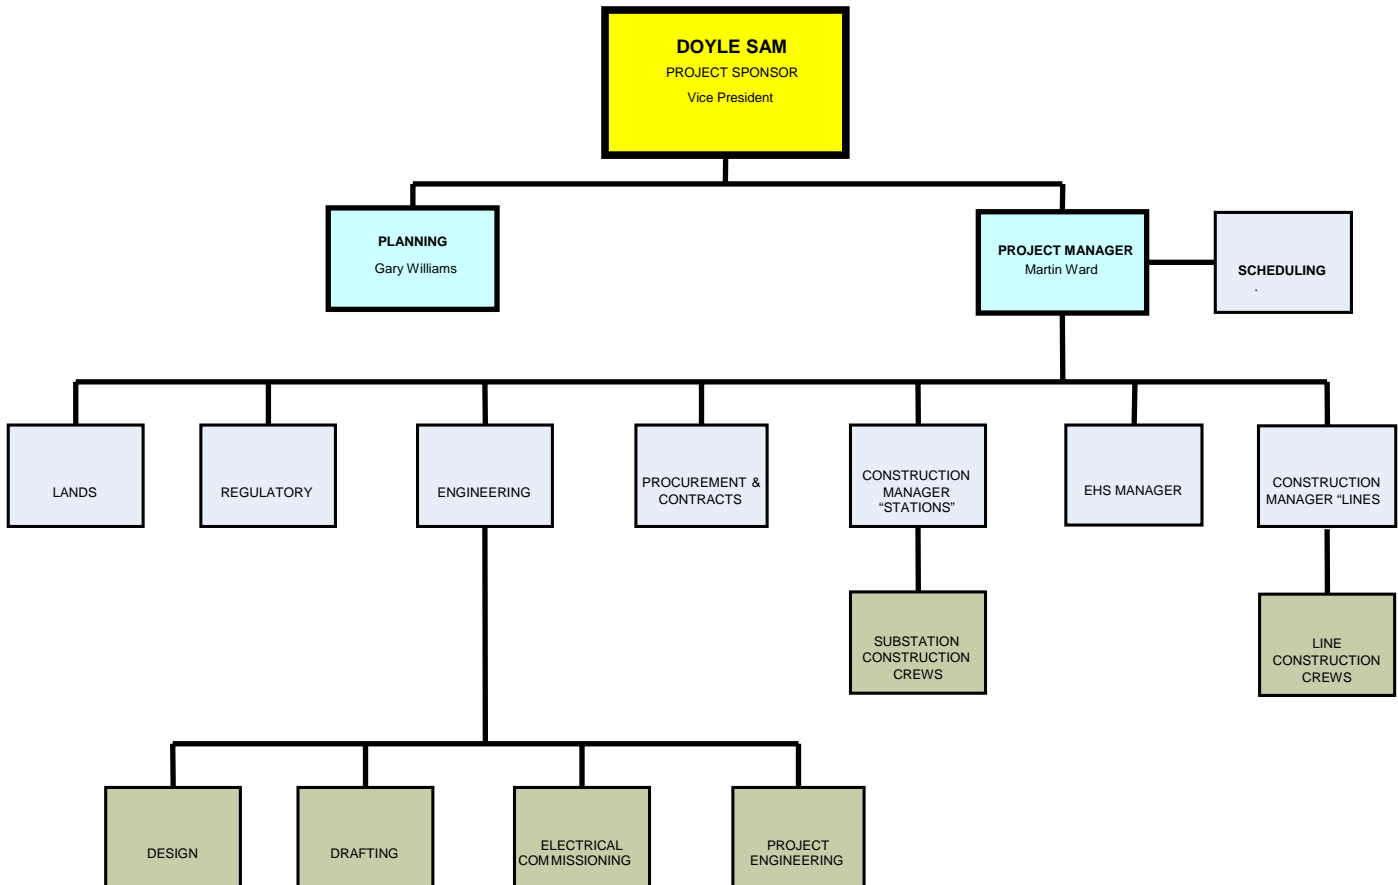 DOYLE SAM
PROJECT SPONSOR
Vice President
PLANNING
Gary Williams
PROJECT MANAGER
Martin Ward
SCHEDULING
.
LANDS
REGULATORY
ENGINEERING
PROCUREMENT &
CONTRACTS
CONSTRUCTION
MANAGER
“STATIONS”
EHS MANAGER
CONSTRUCTION
MANAGER “LINES
SUBSTATION
CONSTRUCTION
CREWS
LINE
CONSTRUCTION
CREWS
DESIGN
DRAFTING
ELECTRICAL
COMMISSIONING
PROJECT
ENGINEERING